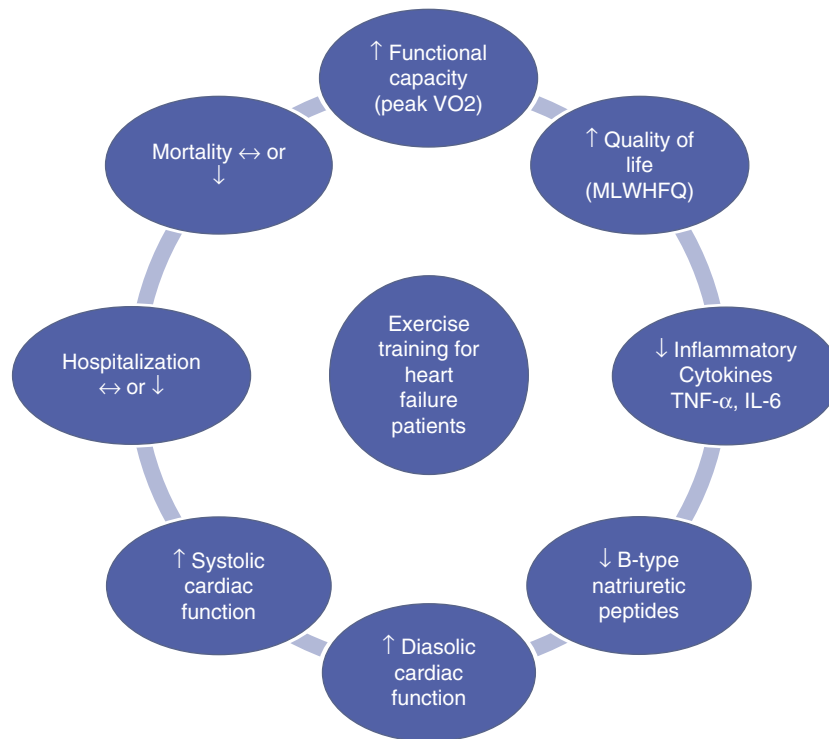 ↑ Functional
capacity
(peak VO2)
↑ Quality of
life
(MLWHFQ)
↓ Inflammatory
Cytokines
TNF-α, IL-6
↓ B-type
natriuretic
peptides
↑ Diasolic
cardiac
function
↑ Systolic
cardiac
function
Hospitalization
↔ or ↓
Mortality ↔ or
↓
Exercise
training for
heart
failure
patients